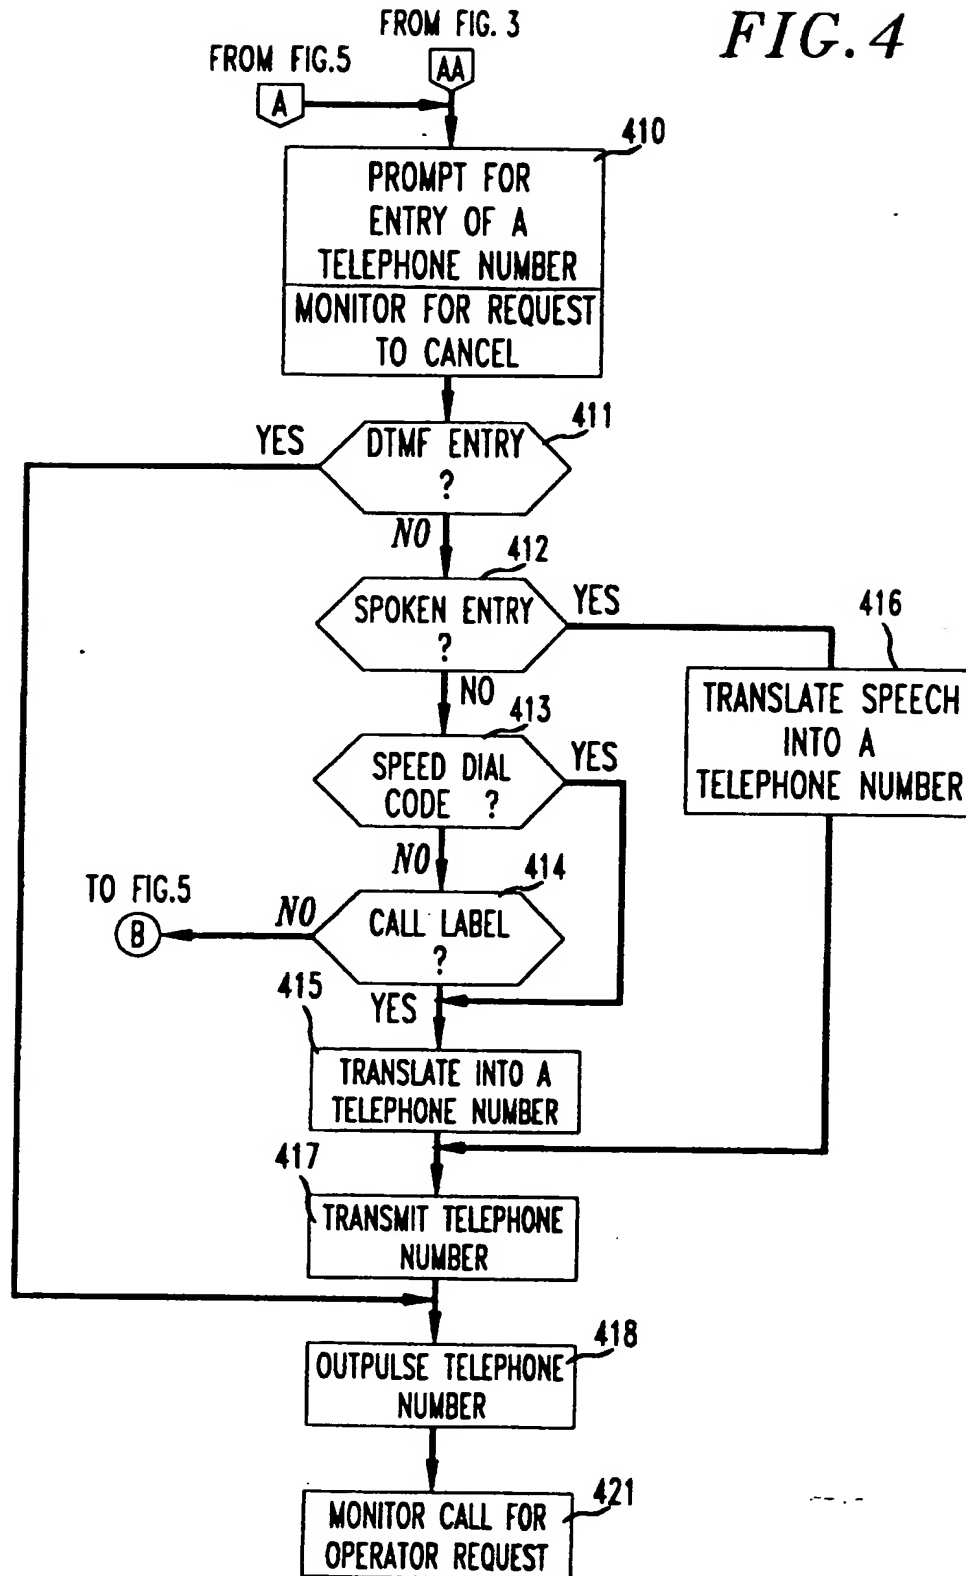 FIG. 4
FROM FIG. 3
AA
FROM FIG.5
A
410
PROMPT FOR
ENTRY OF A
TELEPHONE NUMBER
MONITOR FOR REQUEST
TO CANCEL
411
YES
DTMF ENTRY
?
NO
412
SPOKEN ENTRY
?
YES
416
TRANSLATE SPEECH
INTO A
TELEPHONE NUMBER
NO
413
SPEED DIAL
CODE ?
YES
NO
414
TO FIG.5
B
NO
CALL LABEL
?
415
YES
TRANSLATE INTO A
TELEPHONE NUMBER
417
TRANSMIT TELEPHONE
NUMBER
418
OUTPULSE TELEPHONE
NUMBER
421
MONITOR CALL FOR
OPERATOR REQUEST